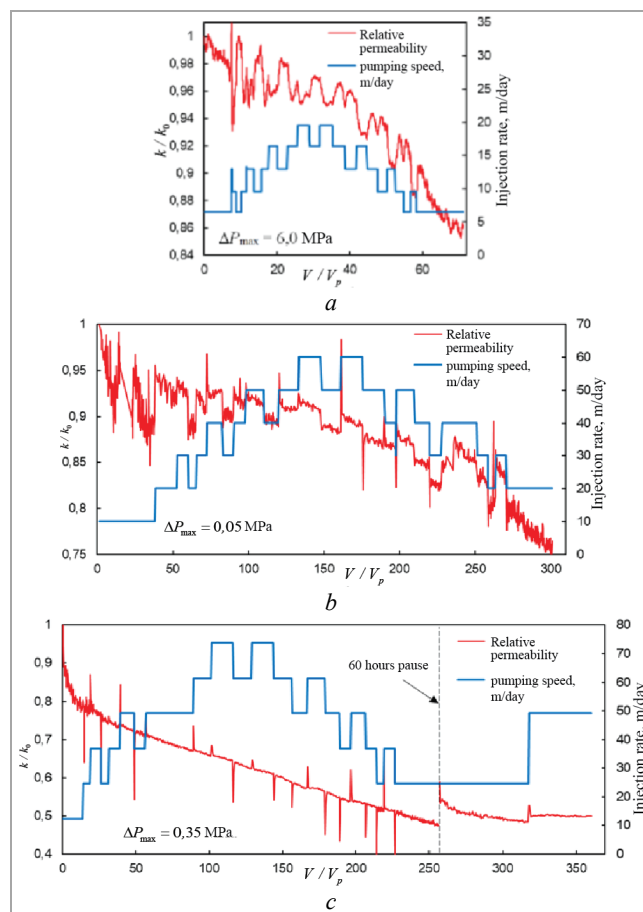 Relative permeability
pumping speed, m/day
k / k₀
1
0,98
0,96
0,94
0,92
0,9
0,88
0,86
0,84
35
30
25
20
15
10
5
0
Injection rate, m/day
ΔPmax = 6,0 MPa
0 20 40 60
V / Vp
a
Relative permeability
pumping speed, m/day
k / k₀
1
0,95
0,9
0,85
0,8
0,75
70
60
50
40
30
20
10
0
Injection rate, m/day
ΔPmax = 0,05 MPa
0 50 100 150 200 250 300
V / Vp
b
Relative permeability
pumping speed, m/day
60 hours pause
k / k₀
1
0,9
0,8
0,7
0,6
0,5
0,4
80
70
60
50
40
30
20
10
0
Injection rate, m/day
ΔPmax = 0,35 MPa
0 50 100 150 200 250 300 350
V / Vp
c